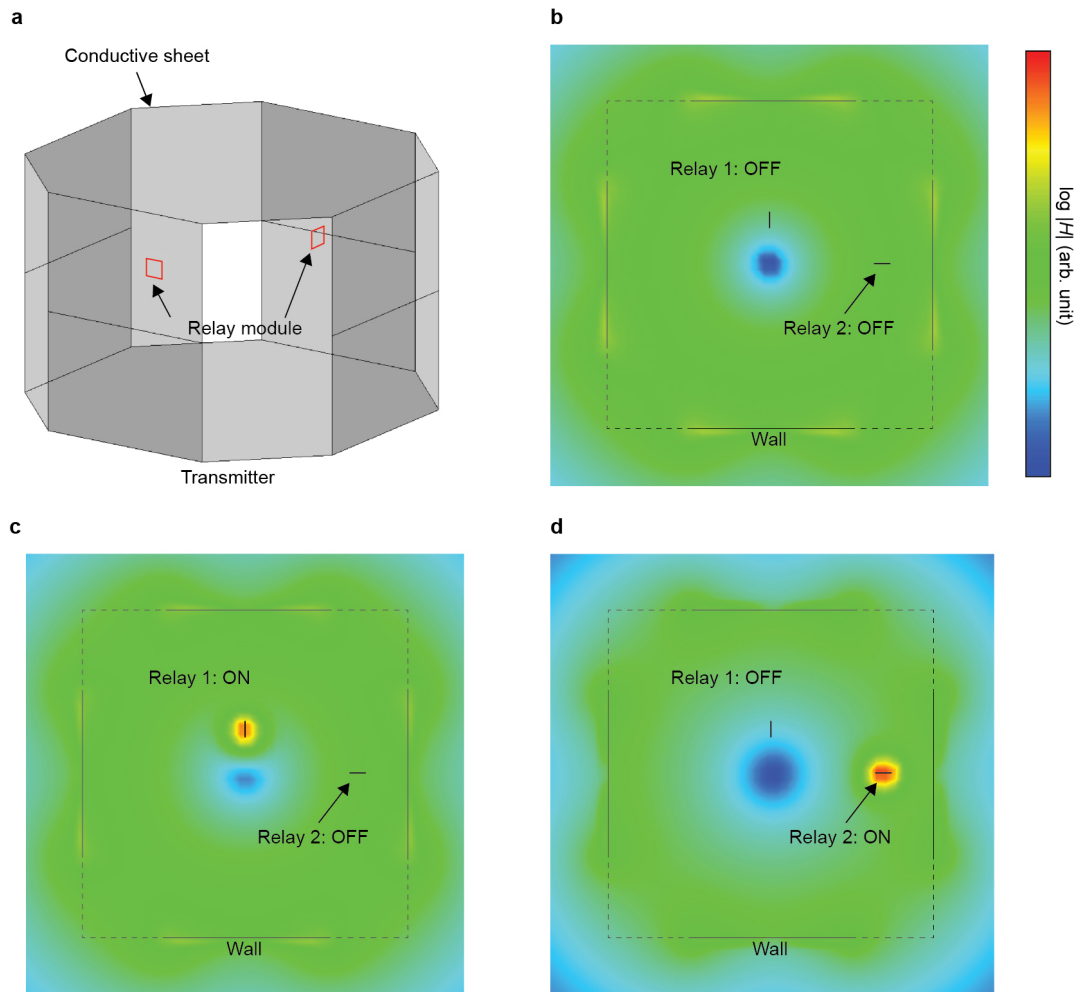 a
Conductive sheet
Relay module
Transmitter
b
Relay 1: OFF
Relay 2: OFF
Wall
log |H| (arb. unit)
c
Relay 1: ON
Relay 2: OFF
Wall
d
Relay 1: OFF
Relay 2: ON
Wall